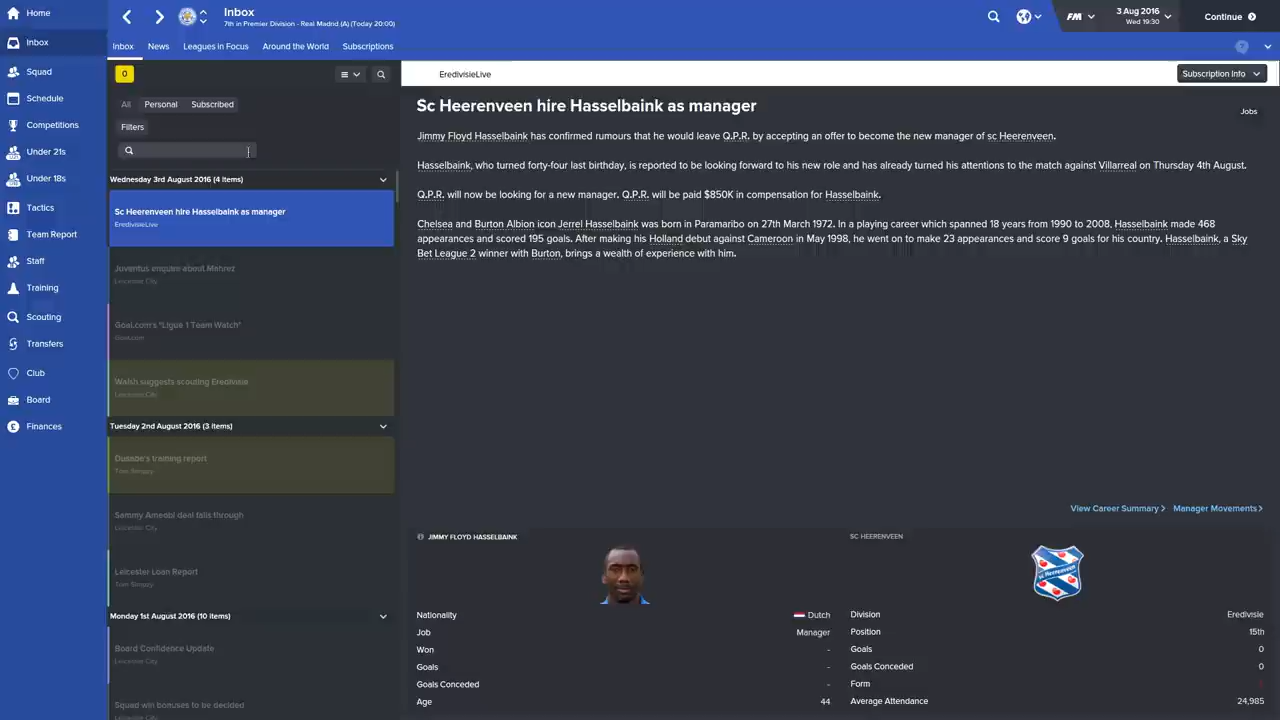 Home
Inbox
Squad
Schedule
Competitions
Under 21s
Under 18s
Tactics
Team Report
Staff
Training
Scouting
Transfers
Club
Board
Finances
Inbox
7th in Premier Division - Real Madrid (A) (Today 20:00)
FM
3 Aug 2016
Wed 19:30
Continue
Inbox
News
Leagues in Focus
Around the World
Subscriptions
0
All
Personal
Subscribed
Filters
Wednesday 3rd August 2016 (4 items)
Sc Heerenveen hire Hasselbaink as manager
EredivisieLive
Juventus enquire about Mahrez
Leicester City
Goal.com's "Ligue 1 Team Watch"
Goal.com
Walsh suggests scouting Eredivisie
Leicester City
Tuesday 2nd August 2016 (3 items)
training report
Sammy Ameobi deal falls through
Leicester City
Leicester Loan Report
Monday 1st August 2016 (10 items)
Board Confidence Update
Leicester City
Squad win bonuses to be decided
Leicester City
EredivisieLive
Subscription Info
Sc Heerenveen hire Hasselbaink as manager
Jobs
Jimmy Floyd Hasselbaink has confirmed rumours that he would leave Q.P.R. by accepting an offer to become the new manager of sc Heerenveen.
Hasselbaink, who turned forty-four last birthday, is reported to be looking forward to his new role and has already turned his attentions to the match against Villarreal on Thursday 4th August.
Q.P.R. will now be looking for a new manager. Q.P.R. will be paid $850K in compensation for Hasselbaink.
Chelsea and Burton Albion icon Jerrel Hasselbaink was born in Paramaribo on 27th March 1972. In a playing career which spanned 18 years from 1990 to 2008, Hasselbaink made 468
appearances and scored 195 goals. After making his Holland debut against Cameroon in May 1998, he went on to make 23 appearances and score 9 goals for his country. Hasselbaink, a Sky
Bet League 2 winner with Burton, brings a wealth of experience with him.
View Career Summary
Manager Movements
JIMMY FLOYD HASSELBAINK
Nationality Dutch
Job Manager
Won -
Goals -
Goals Conceded -
Age 44
SC HEERENVEEN
sc Heerenveen
Division Eredivisie
Position 15th
Goals 0
Goals Conceded 0
Form
Average Attendance 24,985